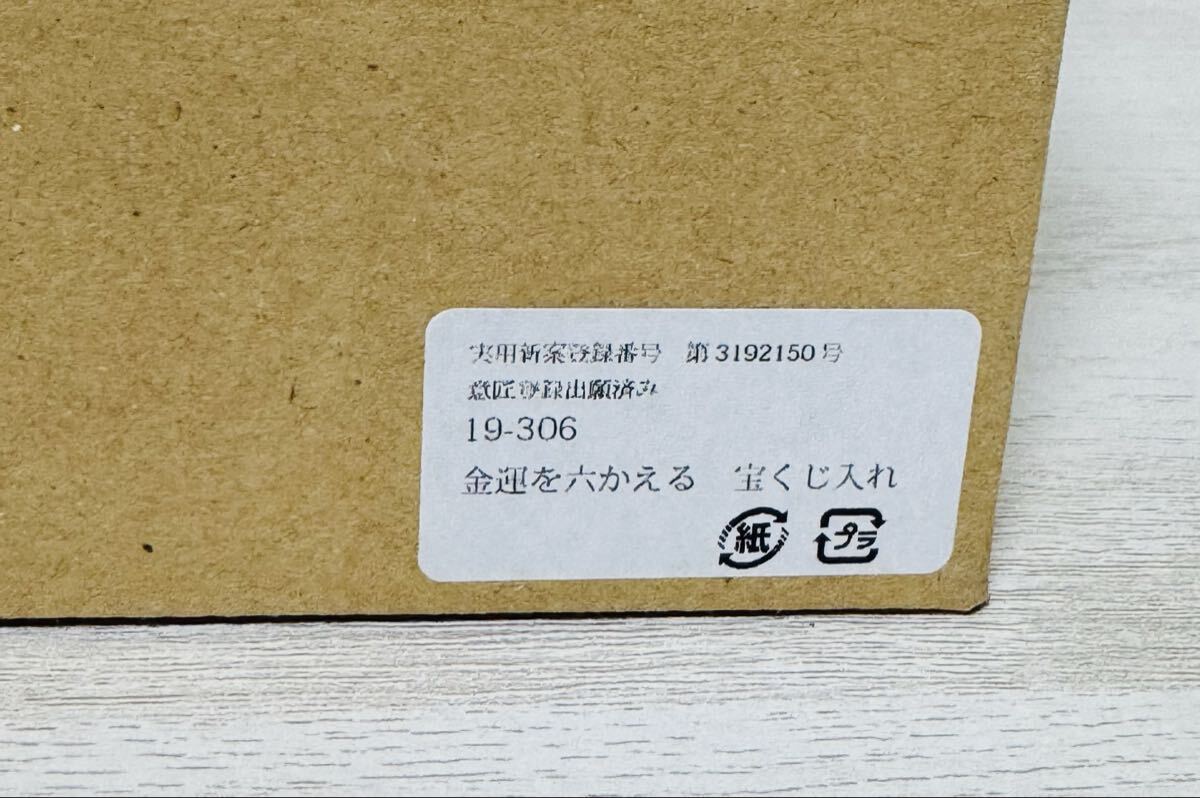 実用新案登録番号　第3192150号
意匠登録出願済み
19-306
金運を六かえる　宝くじ入れ
紙 プラ